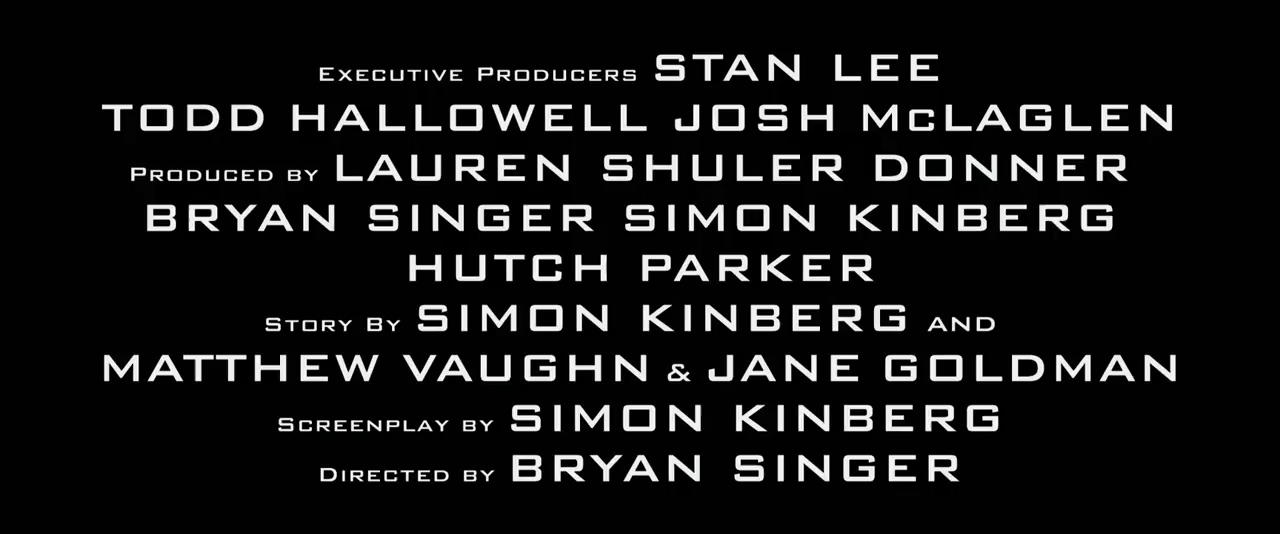 Executive Producers STAN LEE
TODD HALLOWELL JOSH McLAGLEN
Produced by LAUREN SHULER DONNER
BRYAN SINGER SIMON KINBERG
HUTCH PARKER
Story By SIMON KINBERG AND
MATTHEW VAUGHN & JANE GOLDMAN
Screenplay by SIMON KINBERG
Directed by BRYAN SINGER